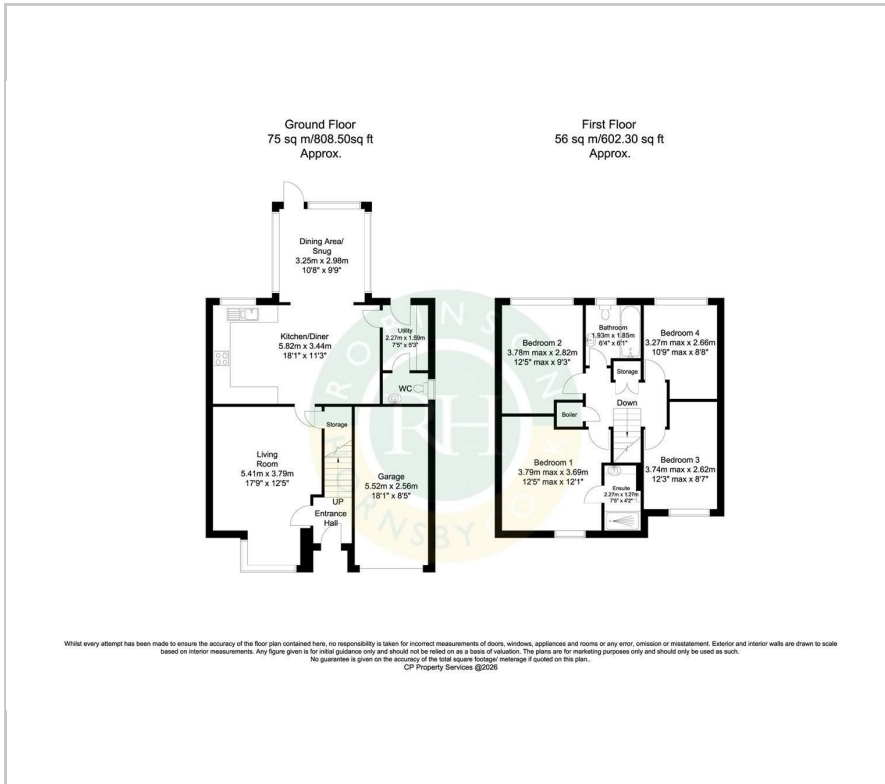 Ground Floor
75 sq m/808.50sq ft
Approx.
First Floor
56 sq m/602.30 sq ft
Approx.
Dining Area/
Snug
3.25m x 2.98m
10'8" x 9'9"
Kitchen/Diner
5.82m x 3.44m
18'1" x 11'3"
Utility
2.27m x 1.59m
7'5" x 5'3"
WC
Storage
Living
Room
5.41m x 3.79m
17'9" x 12'5"
UP
Entrance
Hall
Garage
5.52m x 2.56m
18'1" x 8'5"
Bedroom 2
3.78m max x 2.82m
12'5" max x 9'3"
Bathroom
1.93m x 1.85m
6'4" x 6'1"
Bedroom 4
3.27m max x 2.66m
10'9" max x 8'8"
Storage
Down
Boiler
Bedroom 1
3.79m max x 3.69m
12'5" max x 12'1"
Ensuite
2.27m x 1.27m
7'5" x 4'2"
Bedroom 3
3.74m max x 2.62m
12'3" max x 8'7"
ROBINSON
RH
HORNSBY
Whilst every attempt has been made to ensure the accuracy of the floor plan contained here, no responsibility is taken for incorrect measurements of doors, windows, appliances and rooms or any error, omission or misstatement. Exterior and interior walls are drawn to scale
based on interior measurements. Any figure given is for initial guidance only and should not be relied on as a basis of valuation. The plans are for marketing purposes only and should only be used as such.
No guarantee is given on the accuracy of the total square footage/ meterage if quoted on this plan..
CP Property Services @2026